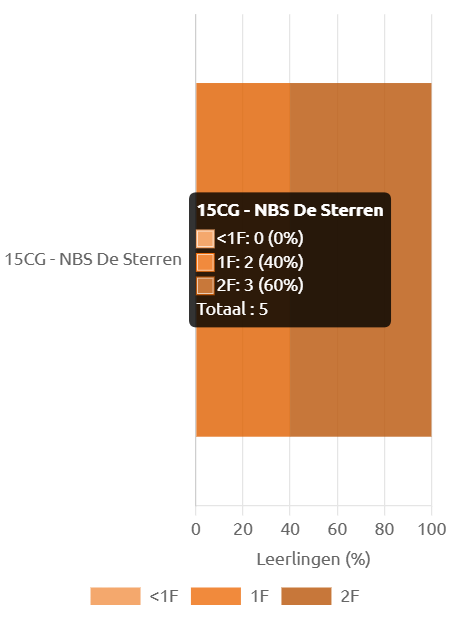 15CG - NBS De Sterren
15CG - NBS De Sterren
<1F: 0 (0%)
1F: 2 (40%)
2F: 3 (60%)
Totaal : 5
0 20 40 60 80 100
Leerlingen (%)
<1F 1F 2F